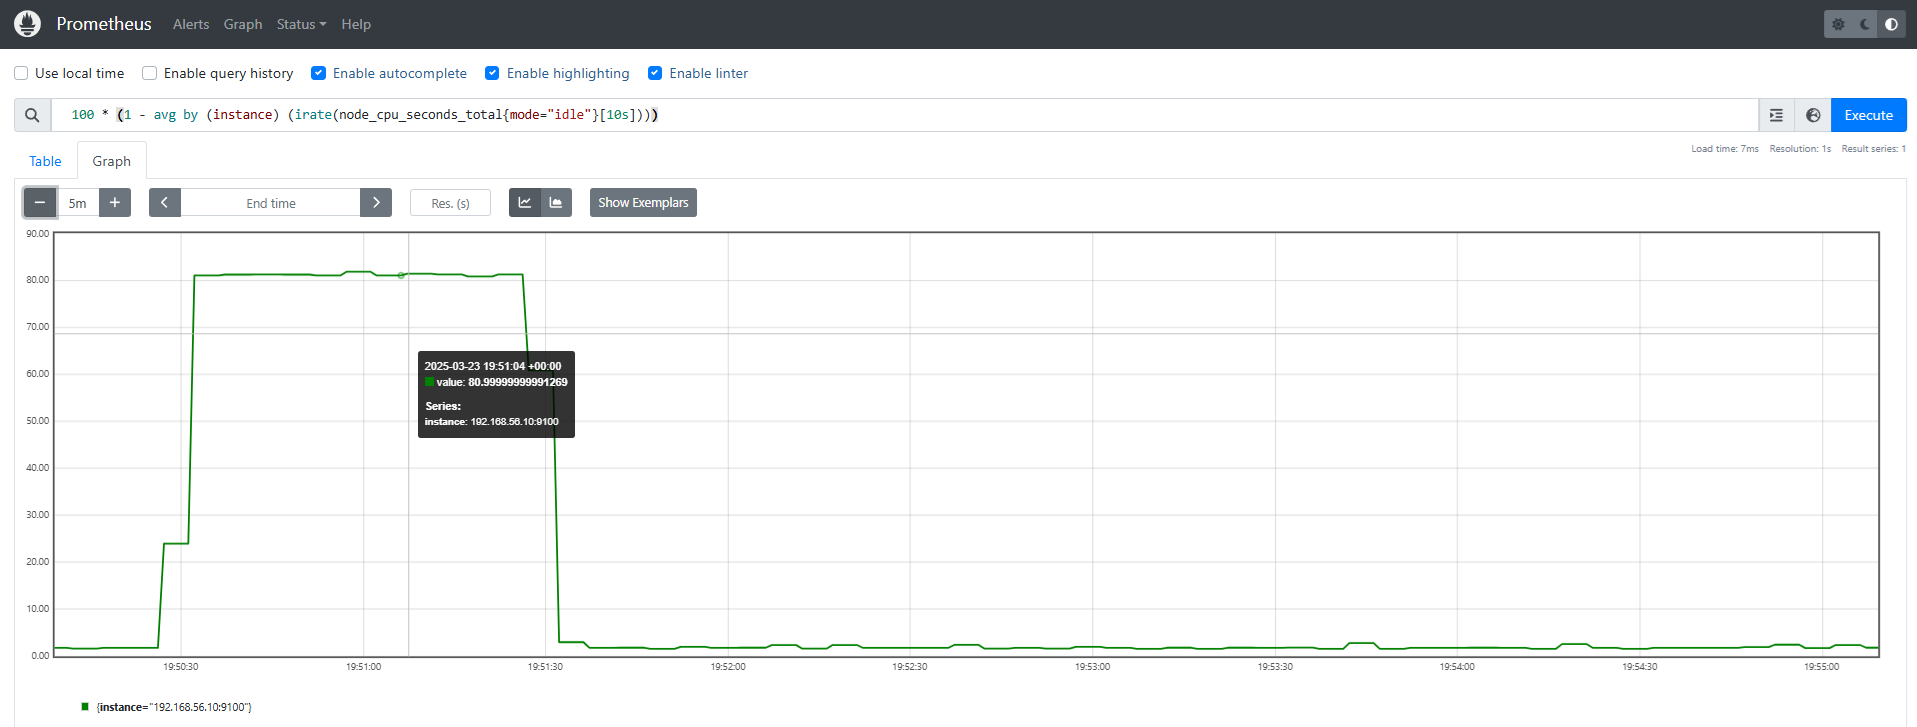 Prometheus Alerts Graph Status Help
Use local time Enable query history Enable autocomplete Enable highlighting Enable linter
100 * (1 - avg by (instance) (irate(node_cpu_seconds_total{mode="idle"}[10s])))
Execute
Load time: 7ms Resolution: 1s Result series: 1
Table Graph
− 5m + End time Res. (s) Show Exemplars
90.00
80.00
70.00
60.00
50.00
40.00
30.00
20.00
10.00
0.00
2025-03-23 19:51:04 +00:00
value: 80.99999999991269
Series:
instance: 192.168.56.10:9100
19:50:30 19:51:00 19:51:30 19:52:00 19:52:30 19:53:00 19:53:30 19:54:00 19:54:30 19:55:00
{instance="192.168.56.10:9100"}